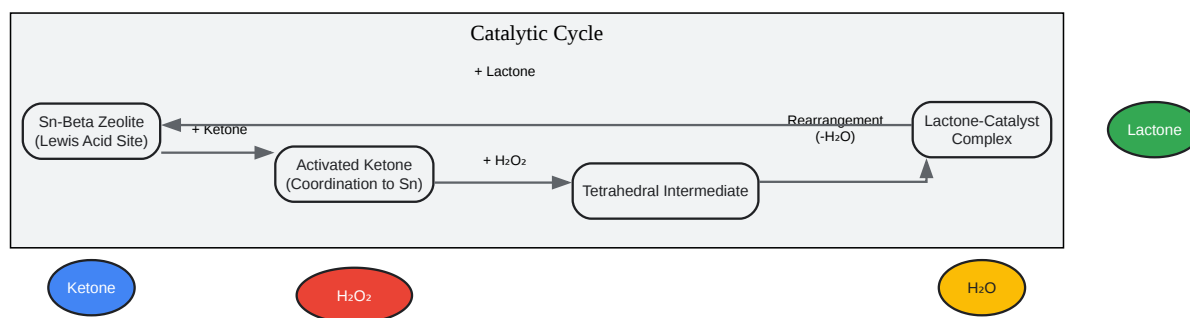 Catalytic Cycle
+ Lactone
Sn-Beta Zeolite
(Lewis Acid Site)
+ Ketone
Activated Ketone
(Coordination to Sn)
+ H₂O₂
Tetrahedral Intermediate
Rearrangement
(-H₂O)
Lactone-Catalyst
Complex
Lactone
Ketone
H₂O₂
H₂O